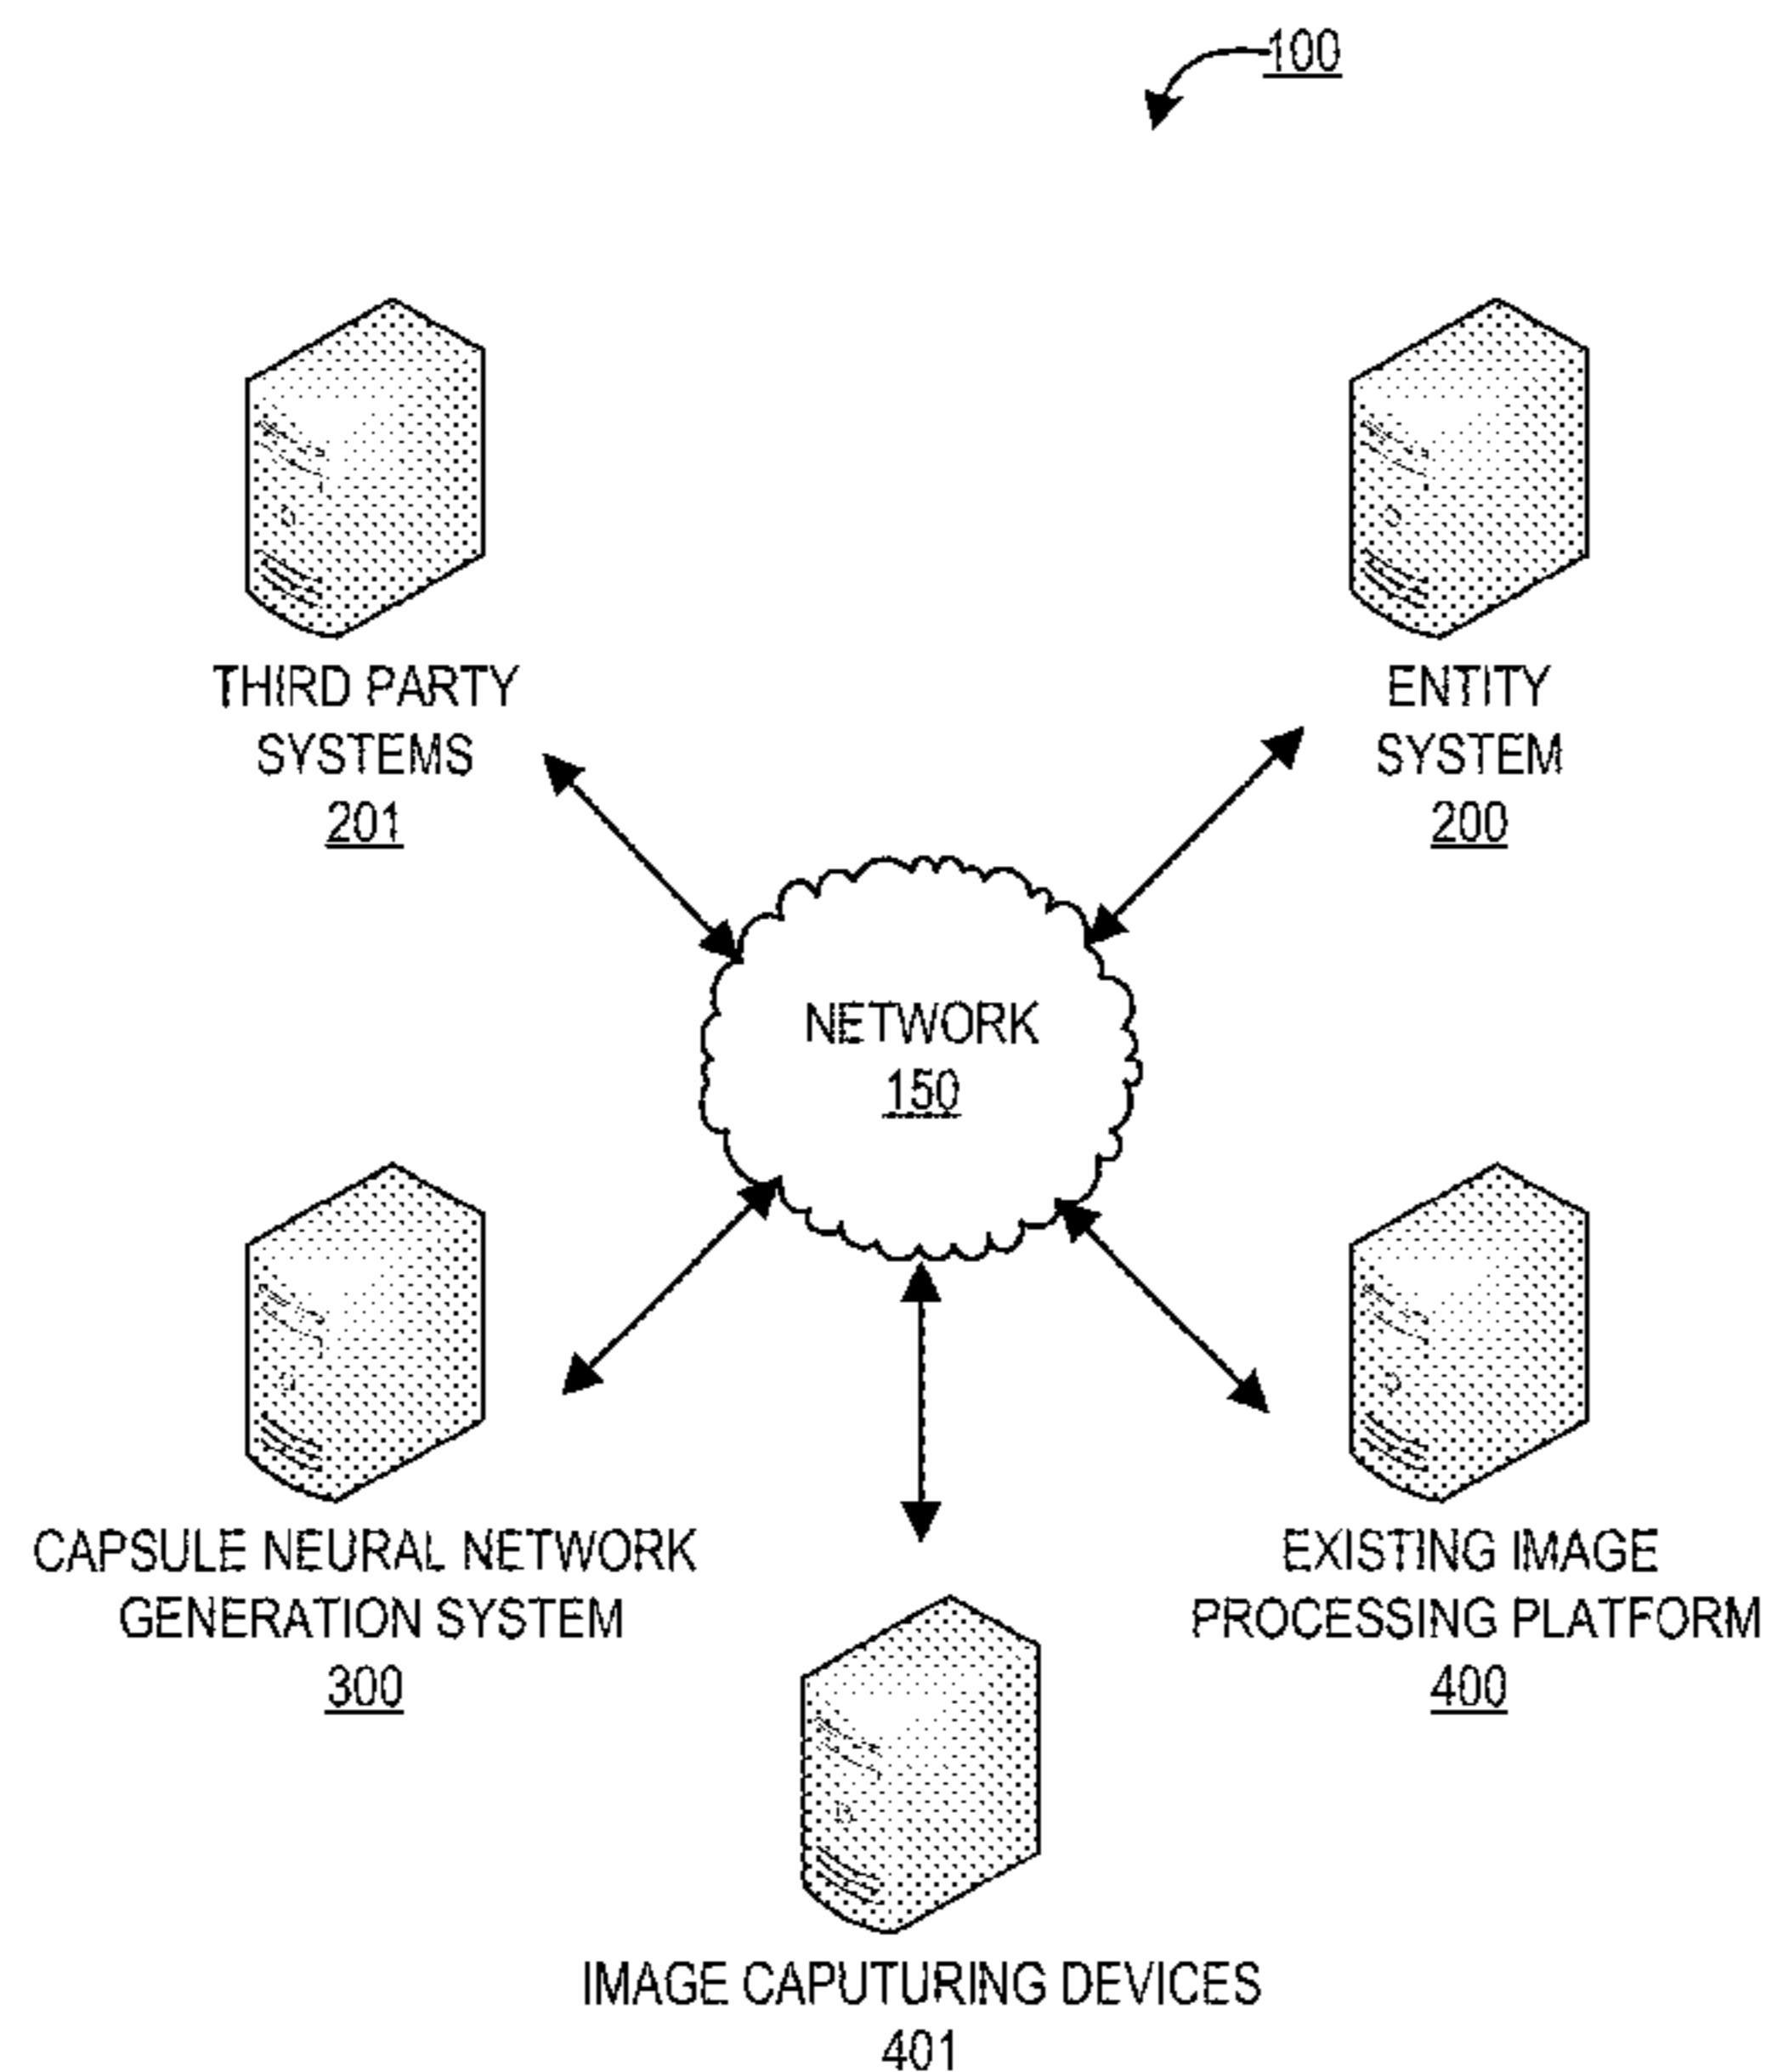 100
THIRD PARTY
SYSTEMS
201
ENTITY
SYSTEM
200
NETWORK
150
CAPSULE NEURAL NETWORK
GENERATION SYSTEM
300
EXISTING IMAGE
PROCESSING PLATFORM
400
IMAGE CAPUTURING DEVICES
401